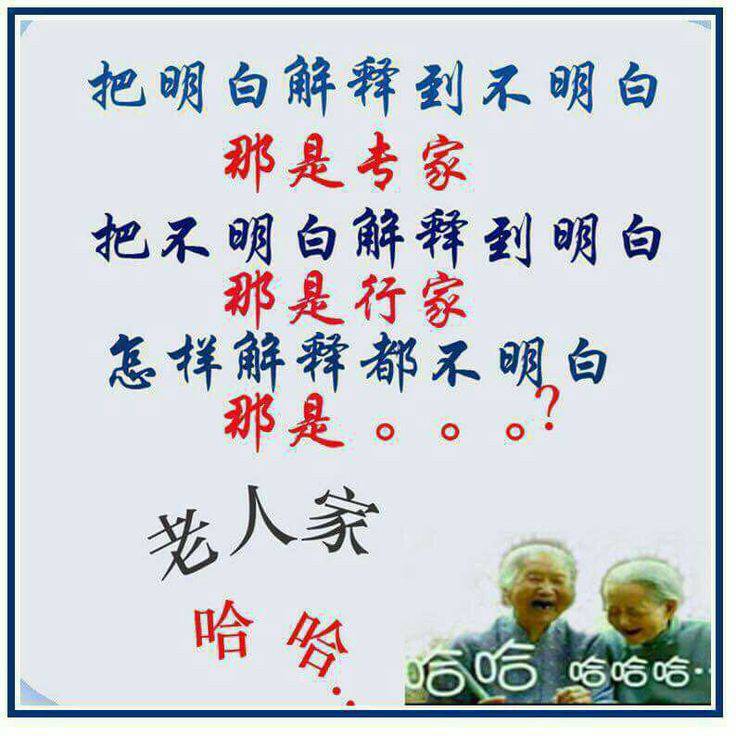 把明白解释到不明白
那是专家
把不明白解释到明白
那是行家
怎样解释都不明白
那是。。。?
老人家
哈哈..
哈哈 哈哈哈..